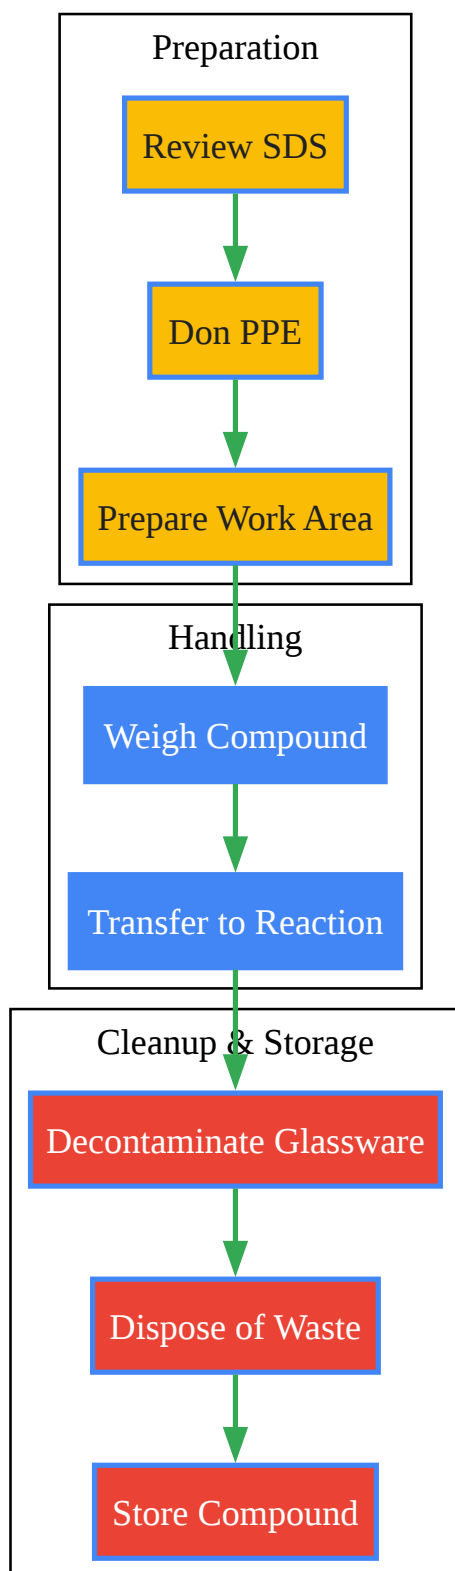 Preparation
Review SDS
Don PPE
Prepare Work Area
Handling
Weigh Compound
Transfer to Reaction
Cleanup & Storage
Decontaminate Glassware
Dispose of Waste
Store Compound